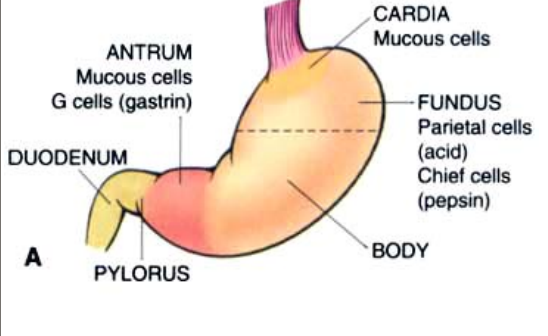 CARDIA
Mucous cells
ANTRUM
Mucous cells
G cells (gastrin)
FUNDUS
Parietal cells
(acid)
Chief cells
(pepsin)
DUODENUM
BODY
A
PYLORUS